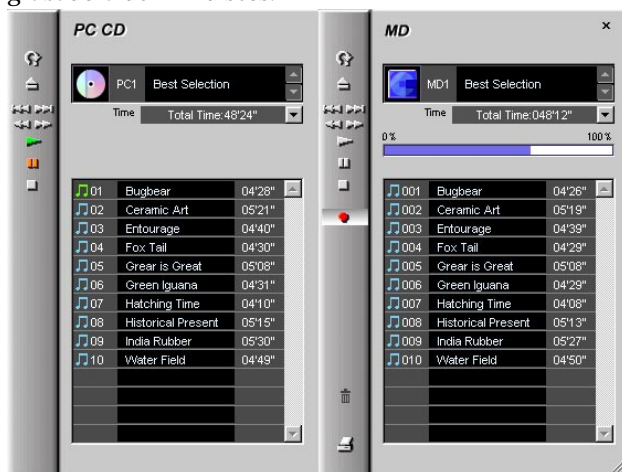 PC CD
PC1 Best Selection
Time Total Time:48'24"
01 Bugbear 04'28"
02 Ceramic Art 05'21"
03 Entourage 04'40"
04 Fox Tail 04'30"
05 Grear is Great 05'08"
06 Green Iguana 04'31"
07 Hatching Time 04'10"
08 Historical Present 05'15"
09 India Rubber 05'30"
10 Water Field 04'49"
MD
MD1 Best Selection
Time Total Time:048'12"
0 % 100 %
001 Bugbear 04'26"
002 Ceramic Art 05'19"
003 Entourage 04'39"
004 Fox Tail 04'29"
005 Grear is Great 05'08"
006 Green Iguana 04'29"
007 Hatching Time 04'08"
008 Historical Present 05'13"
009 India Rubber 05'27"
010 Water Field 04'50"